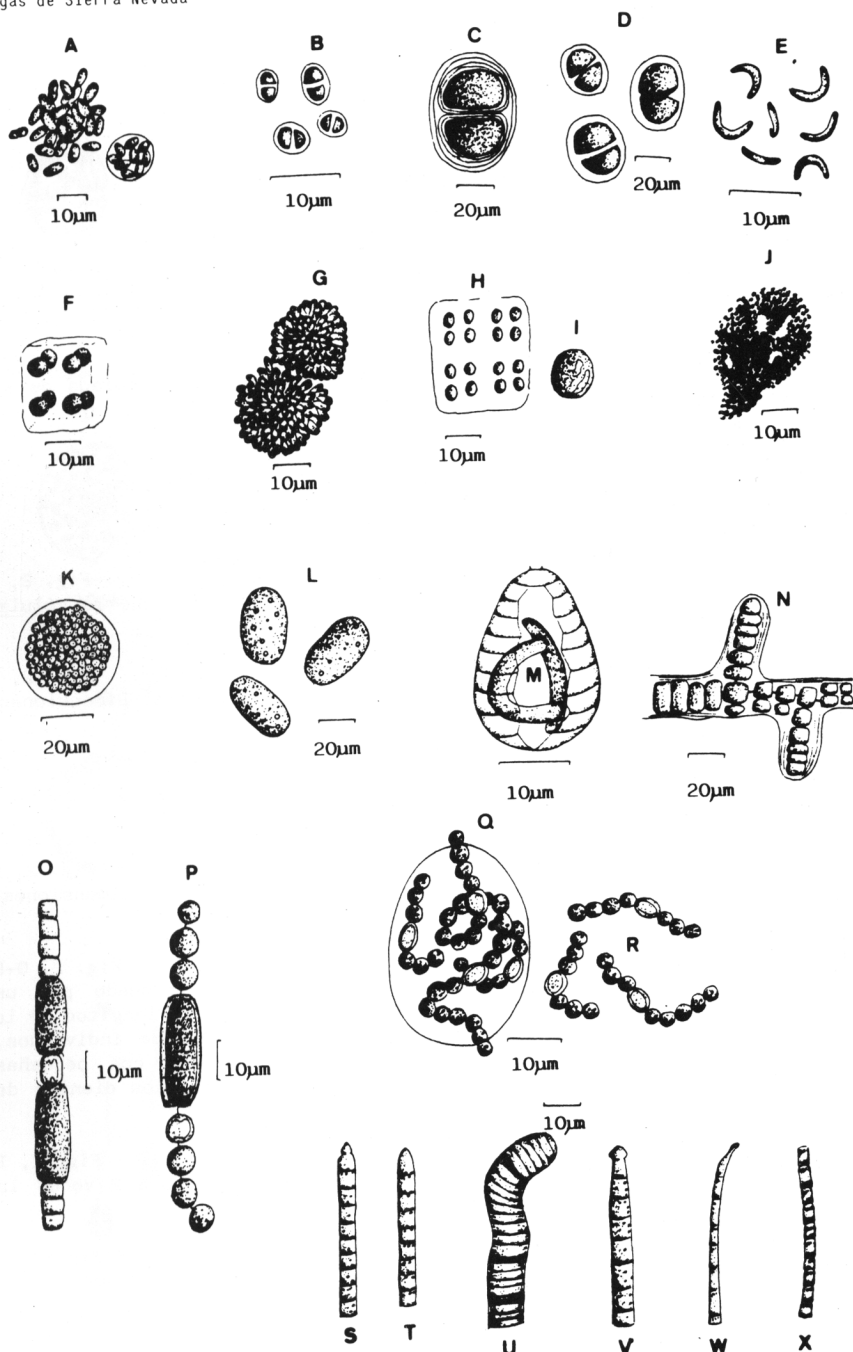 gas de Sierra Nevada
A B C D E
10µm 10µm 20µm 20µm 10µm
F G H I J
10µm 10µm 10µm 10µm
K L M N
20µm 20µm 10µm 20µm
O P Q R
10µm 10µm 10µm
10µm
S T U V W X